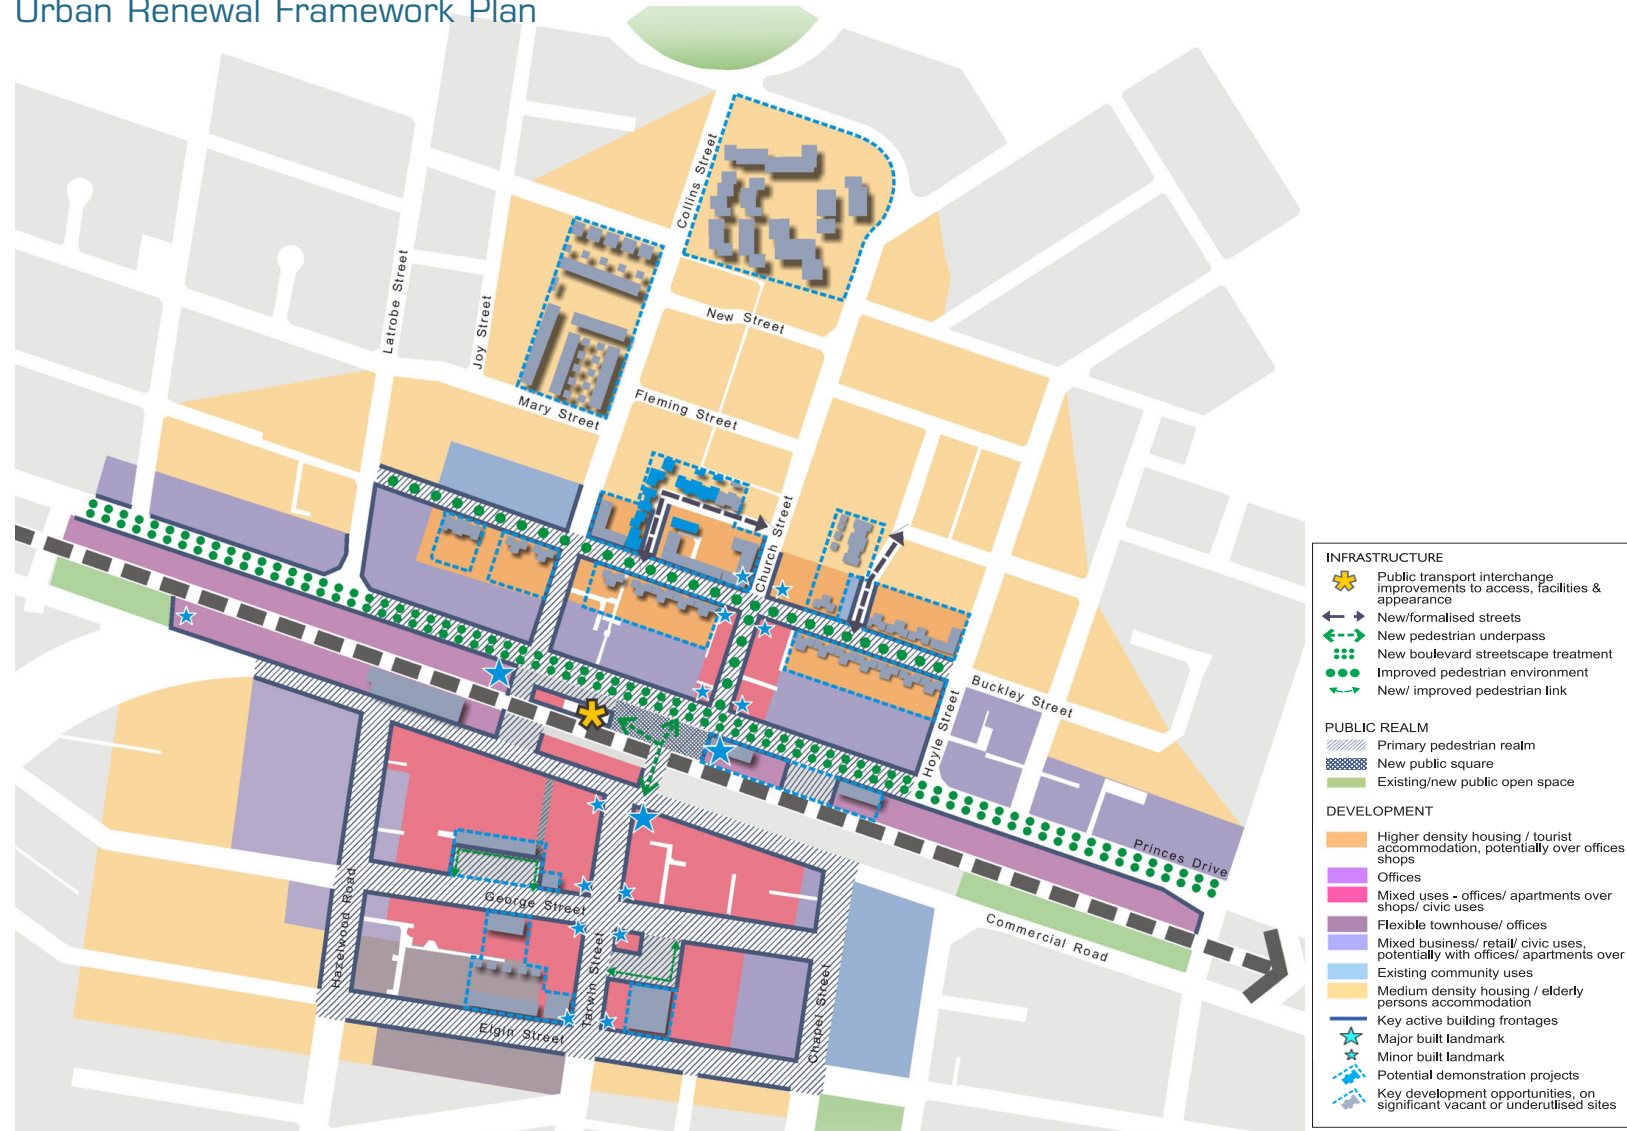 Urban Renewal Framework Plan
Collins Street
Latrobe Street
Joy Street
New Street
Mary Street
Fleming Street
Church Street
Buckley Street
Hoyle Street
Princes Drive
Commercial Road
George Street
Hazelwood Road
Tarwin Street
Chapel Street
Elgin Street
INFRASTRUCTURE
Public transport interchange
improvements to access, facilities &
appearance
New/formalised streets
New pedestrian underpass
New boulevard streetscape treatment
Improved pedestrian environment
New/ improved pedestrian link
PUBLIC REALM
Primary pedestrian realm
New public square
Existing/new public open space
DEVELOPMENT
Higher density housing / tourist
accommodation, potentially over offices
shops
Offices
Mixed uses - offices/ apartments over
shops/ civic uses
Flexible townhouse/ offices
Mixed business/ retail/ civic uses,
potentially with offices/ apartments over
Existing community uses
Medium density housing / elderly
persons accommodation
Key active building frontages
Major built landmark
Minor built landmark
Potential demonstration projects
Key development opportunities, on
significant vacant or underutlised sites